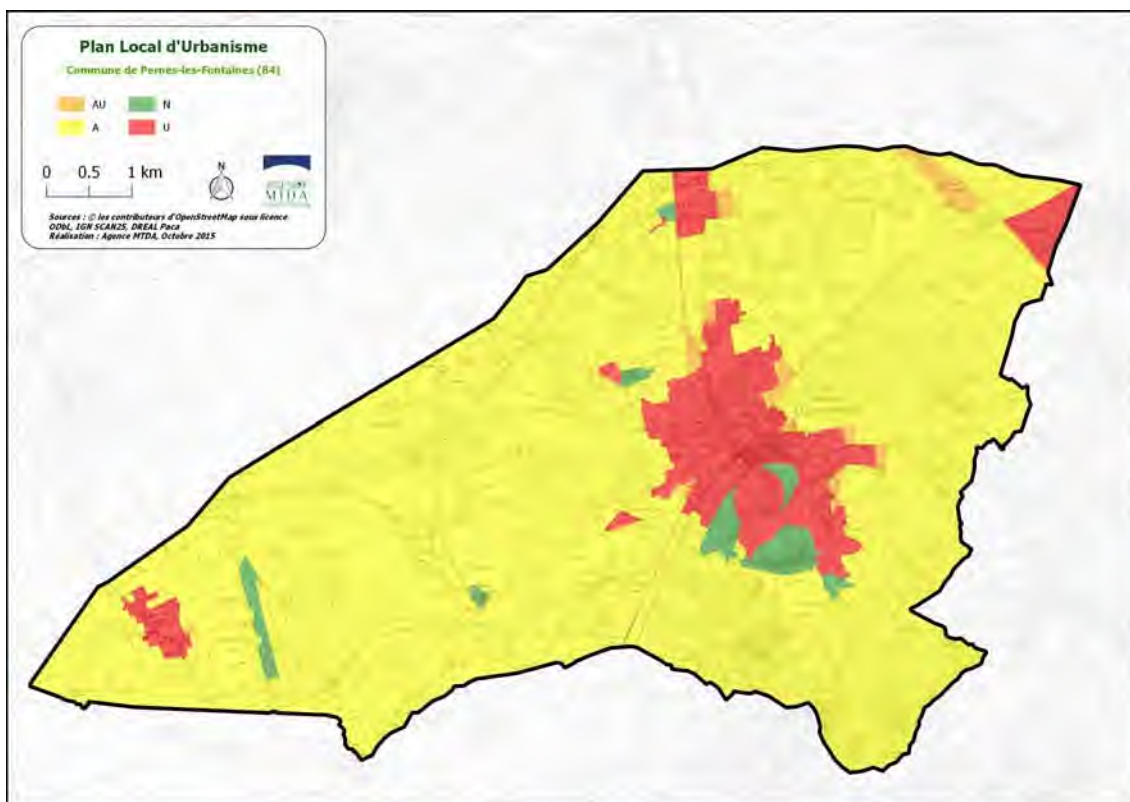 Plan Local d'Urbanisme
Commune de Pernes-les-Fontaines (84)
AU N
A U
0 0.5 1 km
N
MTDA
Sources : © les contributeurs d'OpenStreetMap sous licence
ODbL, IGN SCAN25, DREAL Paca
Réalisation : Agence MTDA, Octobre 2015